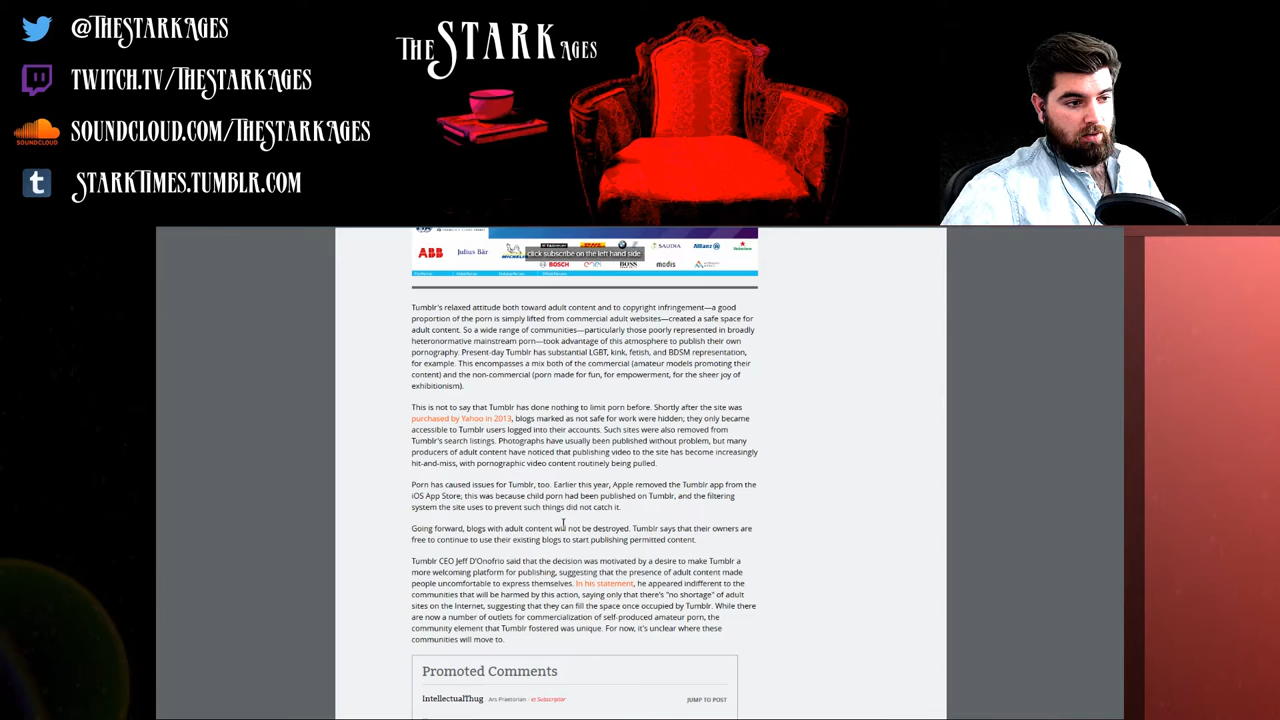 @TheStarkAges
THE STARK AGES
TWITCH.TV/THESTARKAGES
SOUNDCLOUD
SOUNDCLOUD.COM/THESTARKAGES
t
STARKTIMES.TUMBLR.COM
ABB
Julius Bär
MICHELIN
SAUDIA
Allianz
Heineken
click subscribe on the left hand side
BOSCH
BOSS
modis
Tumblr's relaxed attitude both toward adult content and to copyright infringement—a good
proportion of the porn is simply lifted from commercial adult websites—created a safe space for
adult content. So a wide range of communities—particularly those poorly represented in broadly
heteronormative mainstream porn—took advantage of this atmosphere to publish their own
pornography. Present-day Tumblr has substantial LGBT, kink, fetish, and BDSM representation,
for example. This encompasses a mix both of the commercial (amateur models promoting their
content) and the non-commercial (porn made for fun, for empowerment, for the sheer joy of
exhibitionism).
This is not to say that Tumblr has done nothing to limit porn before. Shortly after the site was
purchased by Yahoo in 2013, blogs marked as not safe for work were hidden; they only became
accessible to Tumblr users logged into their accounts. Such sites were also removed from
Tumblr's search listings. Photographs have usually been published without problem, but many
producers of adult content have noticed that publishing video to the site has become increasingly
hit-and-miss, with pornographic video content routinely being pulled.
Porn has caused issues for Tumblr, too. Earlier this year, Apple removed the Tumblr app from the
iOS App Store; this was because child porn had been published on Tumblr, and the filtering
system the site uses to prevent such things did not catch it.
Going forward, blogs with adult content will not be destroyed. Tumblr says that their owners are
free to continue to use their existing blogs to start publishing permitted content.
Tumblr CEO Jeff D'Onofrio said that the decision was motivated by a desire to make Tumblr a
more welcoming platform for publishing, suggesting that the presence of adult content made
people uncomfortable to express themselves. In his statement, he appeared indifferent to the
communities that will be harmed by this action, saying only that there's "no shortage" of adult
sites on the Internet, suggesting that they can fill the space once occupied by Tumblr. While there
are now a number of outlets for commercialization of self-produced amateur porn, the
community element that Tumblr fostered was unique. For now, it's unclear where these
communities will move to.
Promoted Comments
IntellectualThug Ars Praetorian · et Subscriptor JUMP TO POST